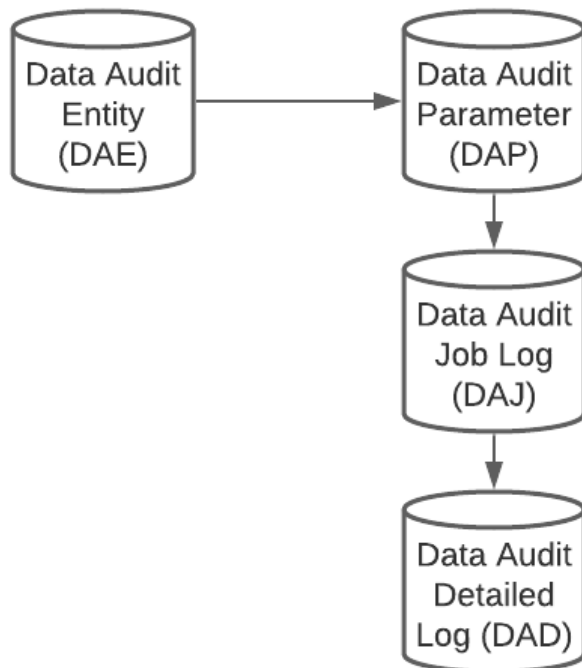 Data Audit
Entity
(DAE)
Data Audit
Parameter
(DAP)
Data Audit
Job Log
(DAJ)
Data Audit
Detailed
Log (DAD)